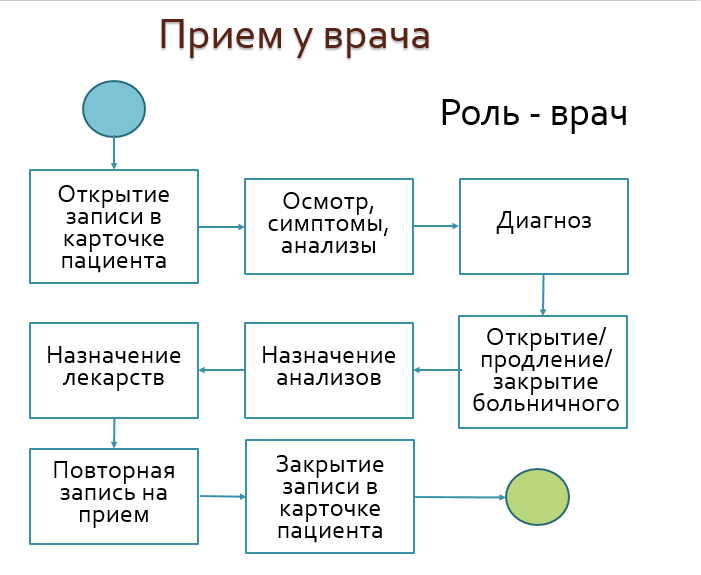 Прием у врача
Роль - врач
Открытие
записи в
карточке
пациента
Осмотр,
симптомы,
анализы
Диагноз
Открытие/
продление/
закрытие
больничного
Назначение
анализов
Назначение
лекарств
Повторная
запись на
прием
Закрытие
записи в
карточке
пациента